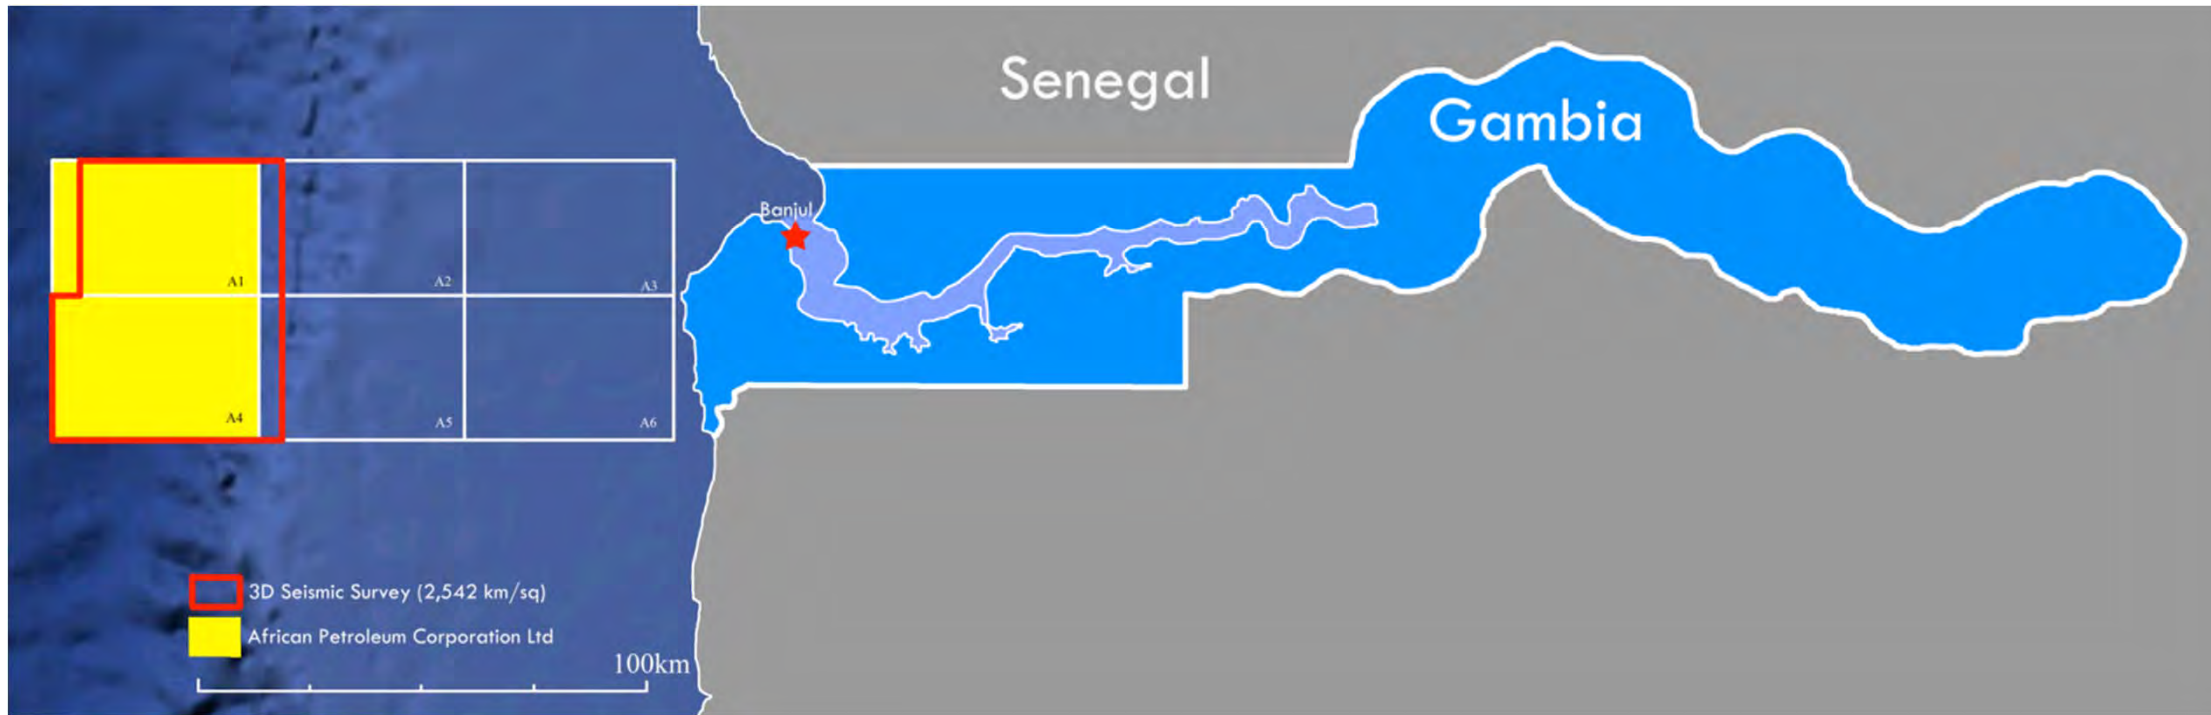 Senegal
Gambia
Banjul
A1
A2
A3
A4
A5
A6
3D Seismic Survey (2,542 km/sq)
African Petroleum Corporation Ltd
100km